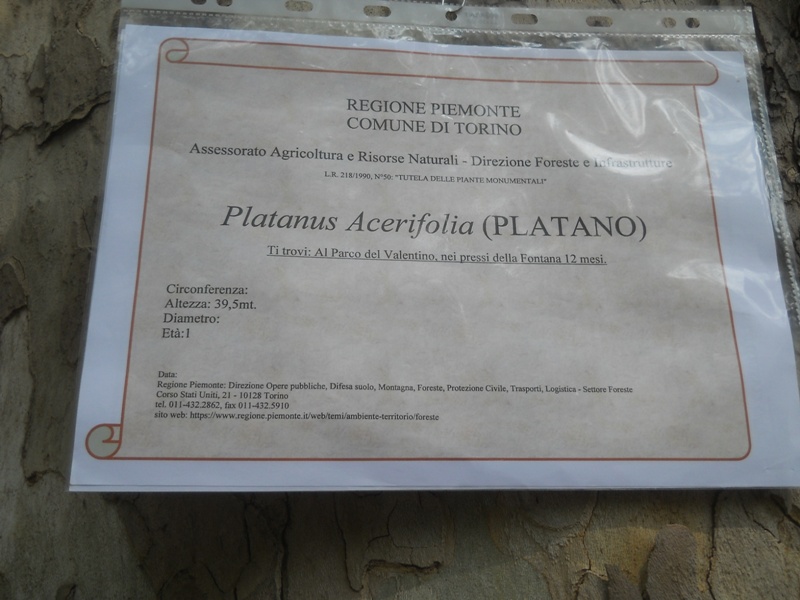 REGIONE PIEMONTE
COMUNE DI TORINO
Assessorato Agricoltura e Risorse Naturali - Direzione Foreste e Infrastrutture
L.R. 218/1990, N°50: "TUTELA DELLE PIANTE MONUMENTALI"
Platanus Acerifolia (PLATANO)
Ti trovi: Al Parco del Valentino, nei pressi della Fontana 12 mesi.
Circonferenza:
Altezza: 39,5mt.
Diametro:
Età:1
Data:
Regione Piemonte: Direzione Opere pubbliche, Difesa suolo, Montagna, Foreste, Protezione Civile, Trasporti, Logistica - Settore Foreste
Corso Stati Uniti, 21 - 10128 Torino
tel. 011-432.2862, fax 011-432.5910
sito web: https://www.regione.piemonte.it/web/temi/ambiente-territorio/foreste